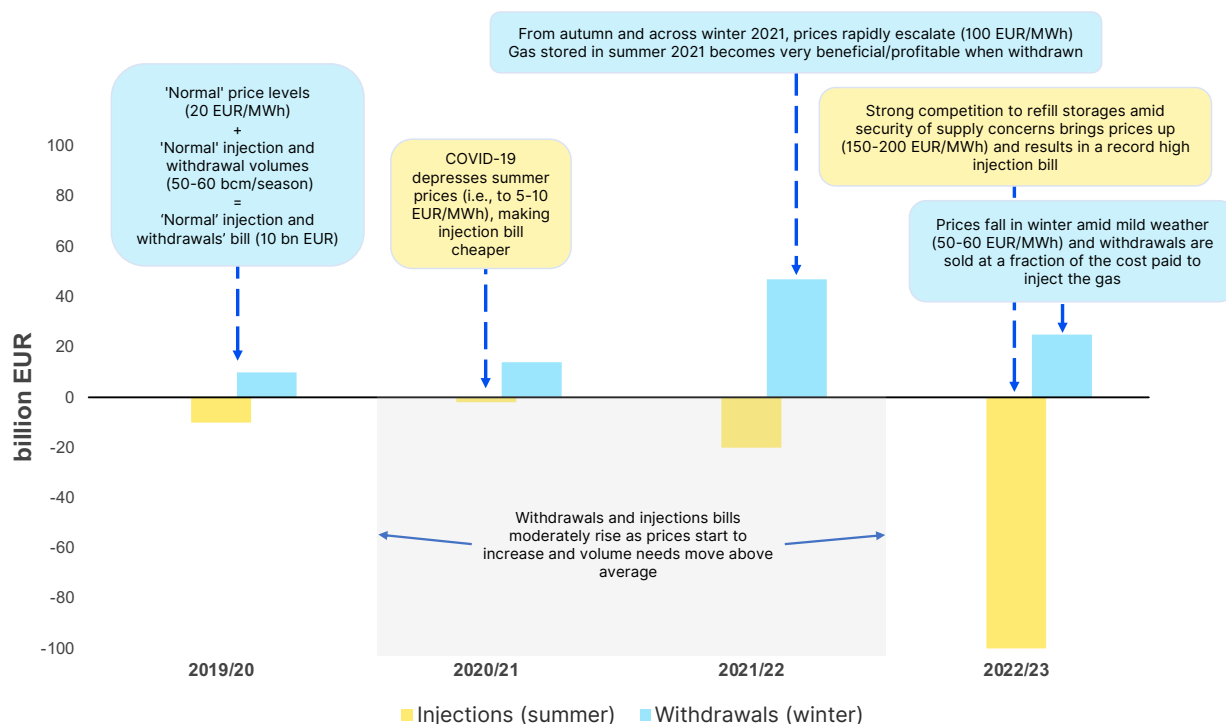 From autumn and across winter 2021, prices rapidly escalate (100 EUR/MWh)
Gas stored in summer 2021 becomes very beneficial/profitable when withdrawn
'Normal' price levels
(20 EUR/MWh)
+
'Normal' injection and
withdrawal volumes
(50-60 bcm/season)
=
‘Normal’ injection and
withdrawals’ bill (10 bn EUR)
COVID-19
depresses summer
prices (i.e., to 5-10
EUR/MWh), making
injection bill
cheaper
Strong competition to refill storages amid
security of supply concerns brings prices up
(150-200 EUR/MWh) and results in a record high
injection bill
Prices fall in winter amid mild weather
(50-60 EUR/MWh) and withdrawals are
sold at a fraction of the cost paid to
inject the gas
billion EUR
100
80
60
40
20
0
-20
-40
-60
-80
-100
Withdrawals and injections bills
moderately rise as prices start to
increase and volume needs move above
average
2019/20
2020/21
2021/22
2022/23
Injections (summer)
Withdrawals (winter)